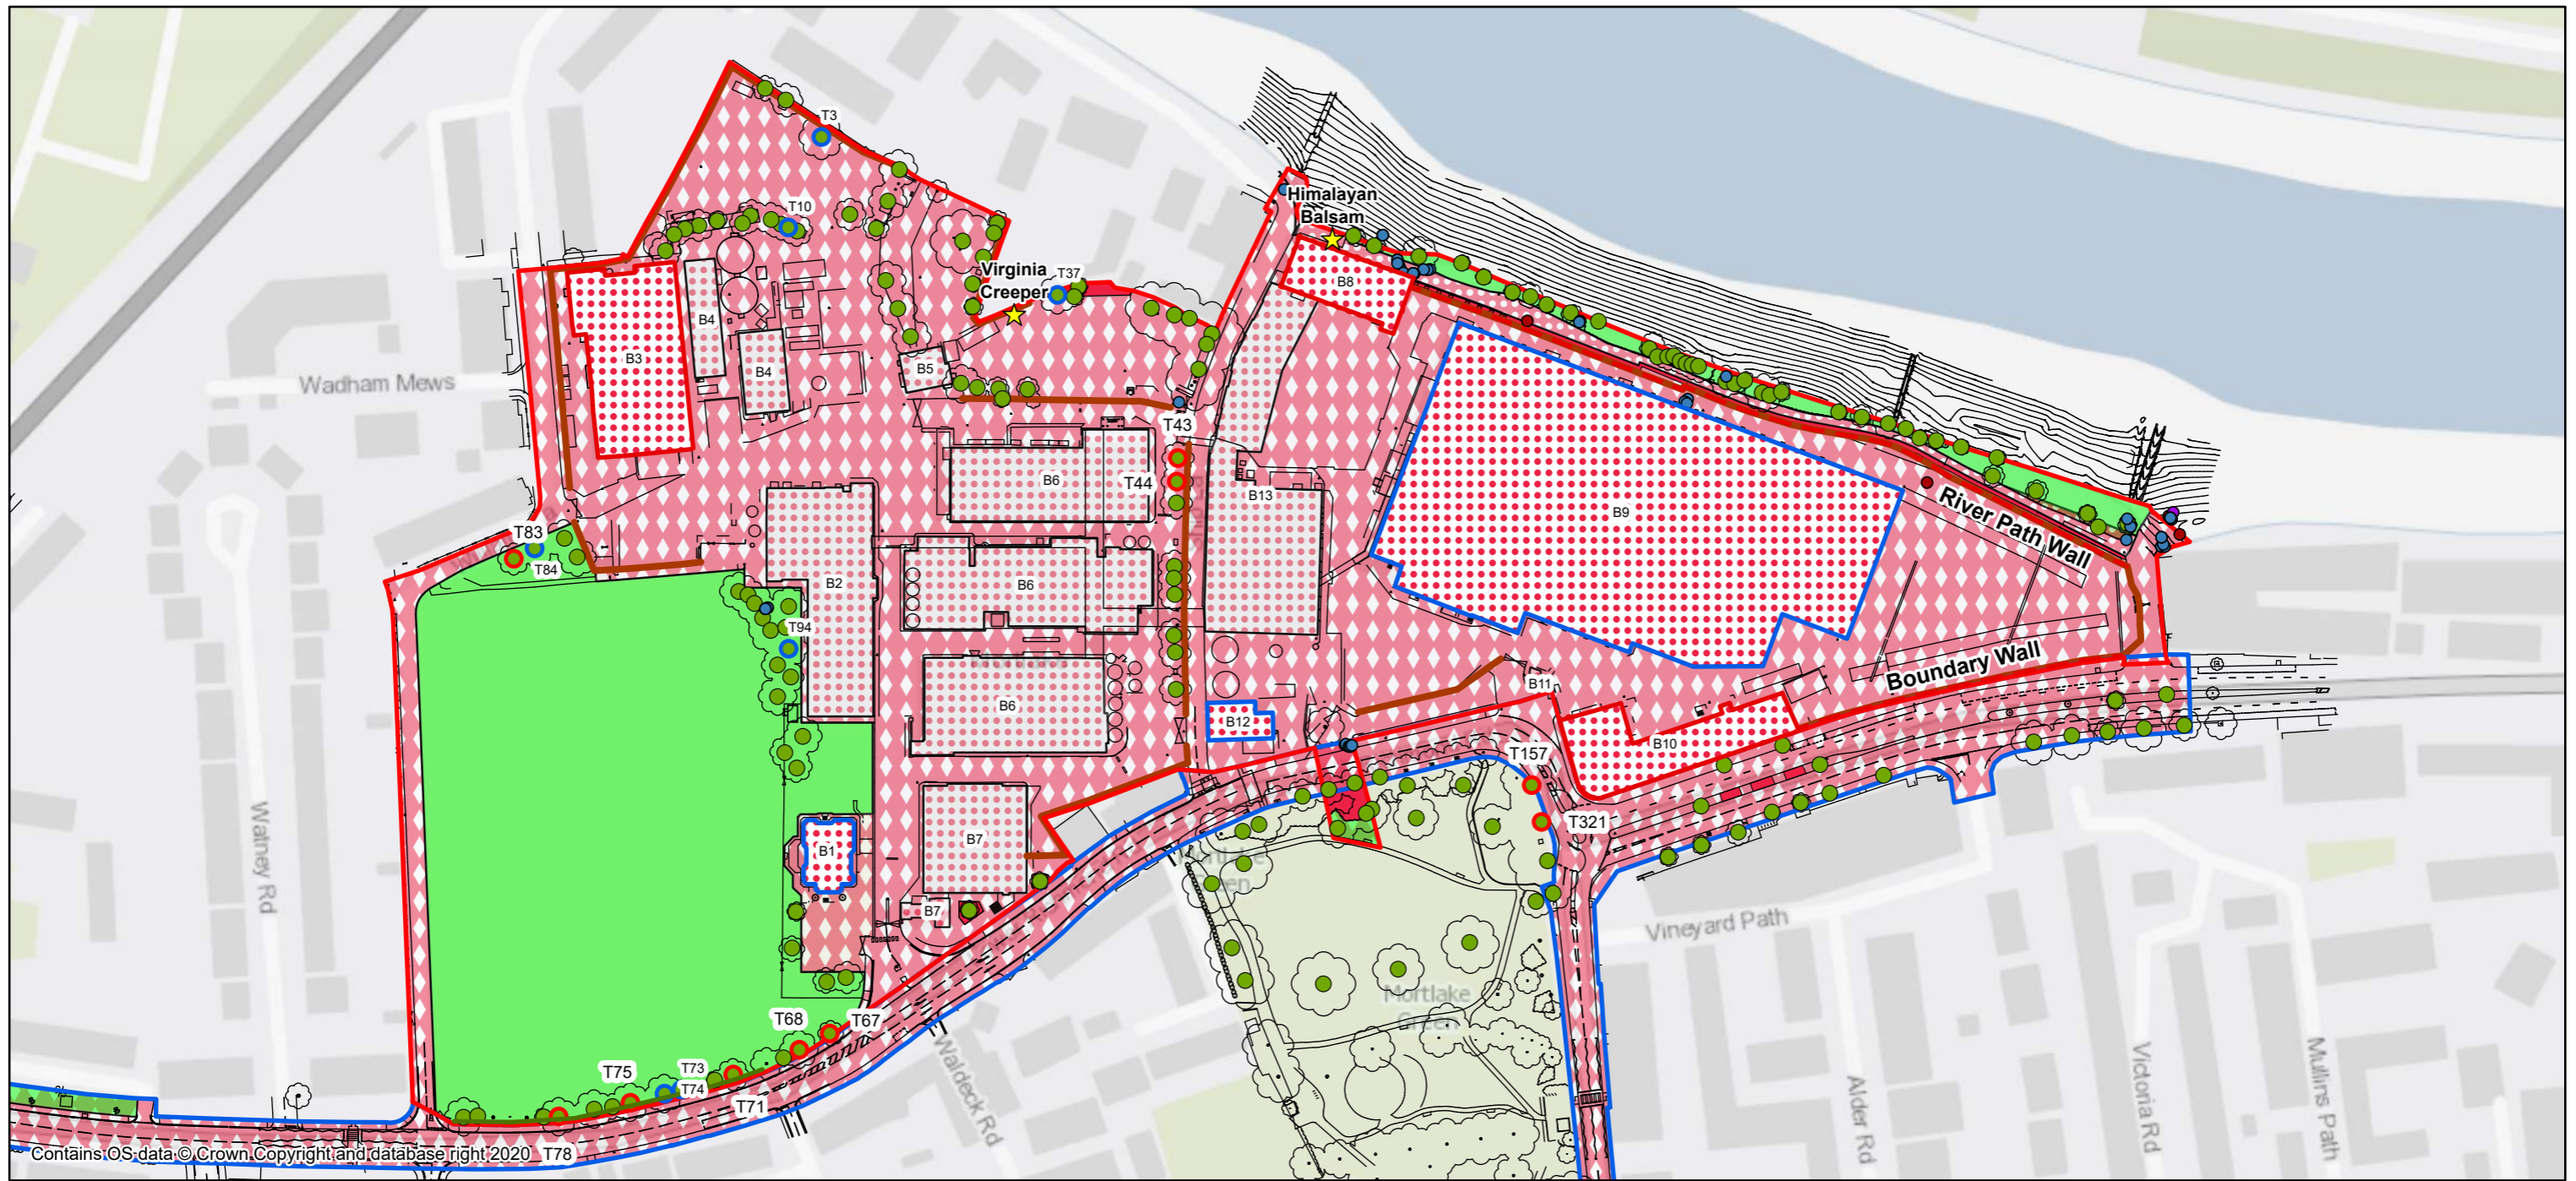 T3
T10
Himalayan
Balsam
Virginia
Creeper
T37
B8
B4
B3
B4
B5
Wadham Mews
T43
B6
T44
B13
B9
River Path Wall
T83
T84
B2
B6
T94
Boundary Wall
B11
B6
B12
B10
T157
T321
B1
B7
Mortlake
Green
B7
Watney Rd
Vineyard Path
Mortlake
Green
T68
T67
Waldeck Rd
T75
T73
T74
T71
Alder Rd
Victoria Rd
Mullins Path
Contains OS data © Crown Copyright and database right 2020
T78